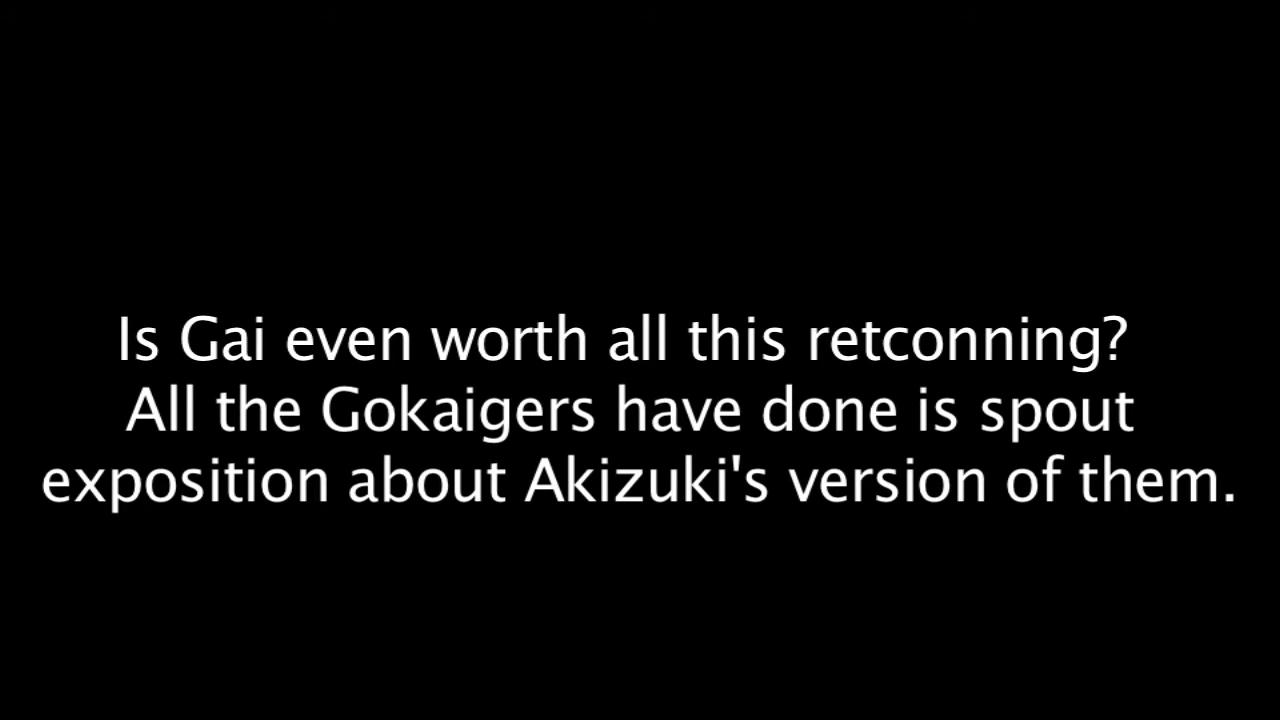 Is Gai even worth all this retconning?
All the Gokaigers have done is spout
exposition about Akizuki's version of them.